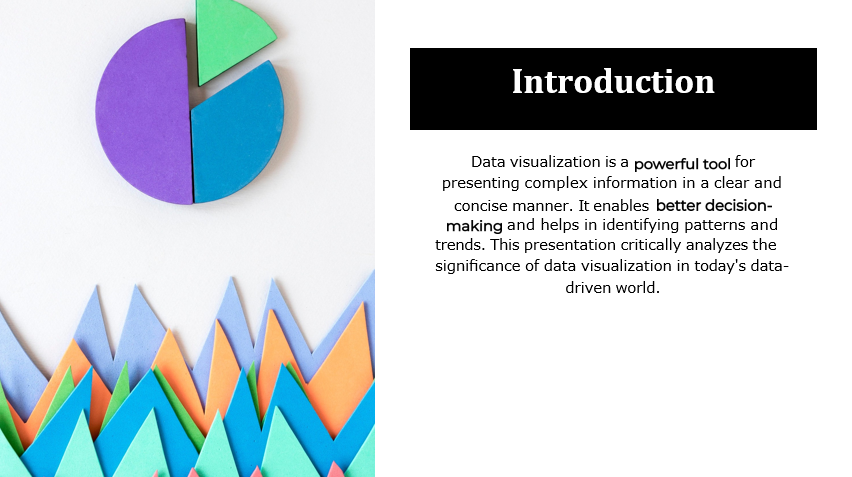 Introduction
Data visualization is a powerful tool for
presenting complex information in a clear and
concise manner. It enables better decision-
making and helps in identifying patterns and
trends. This presentation critically analyzes the
significance of data visualization in today's data-
driven world.